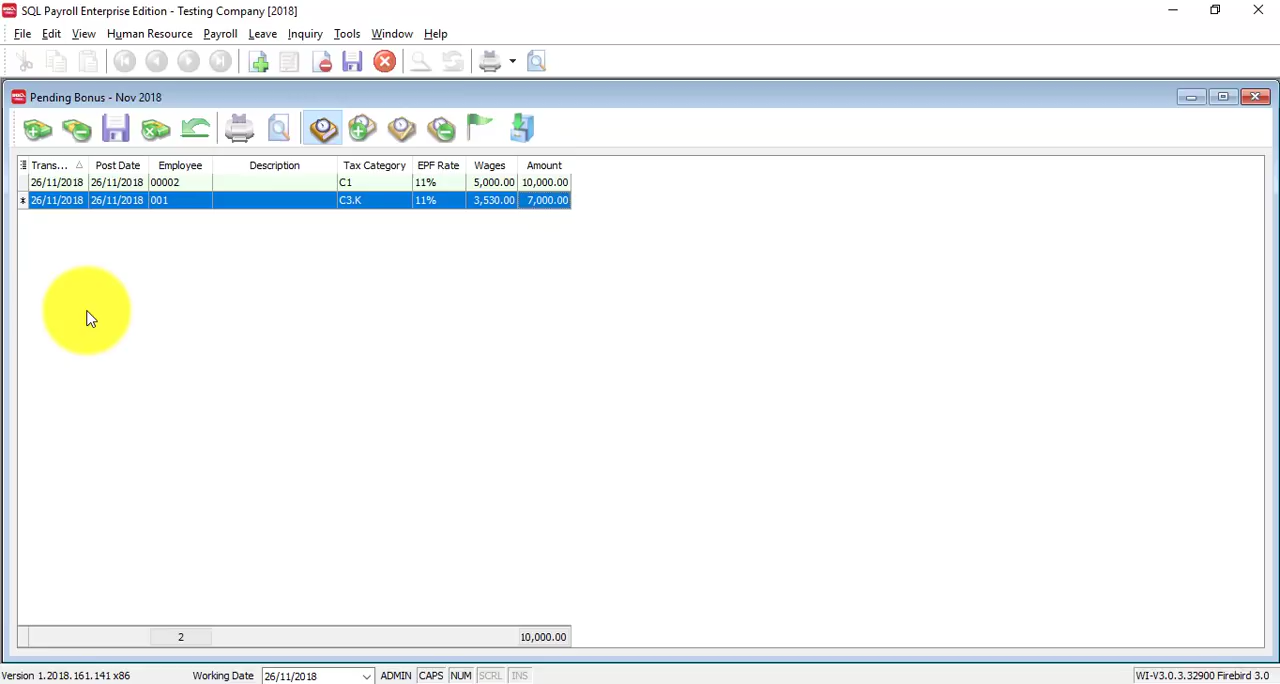 SQL Payroll Enterprise Edition - Testing Company [2018]
File Edit View Human Resource Payroll Leave Inquiry Tools Window Help
Pending Bonus - Nov 2018
Trans... Post Date Employee Description Tax Category EPF Rate Wages Amount
26/11/2018 26/11/2018 00002 C1 11% 5,000.00 10,000.00
26/11/2018 26/11/2018 001 C3.K 11% 3,530.00 7,000.00
2 10,000.00
Version 1.2018.161.141 x86 Working Date 26/11/2018 ADMIN CAPS NUM SCRL INS WI-V3.0.3.32900 Firebird 3.0